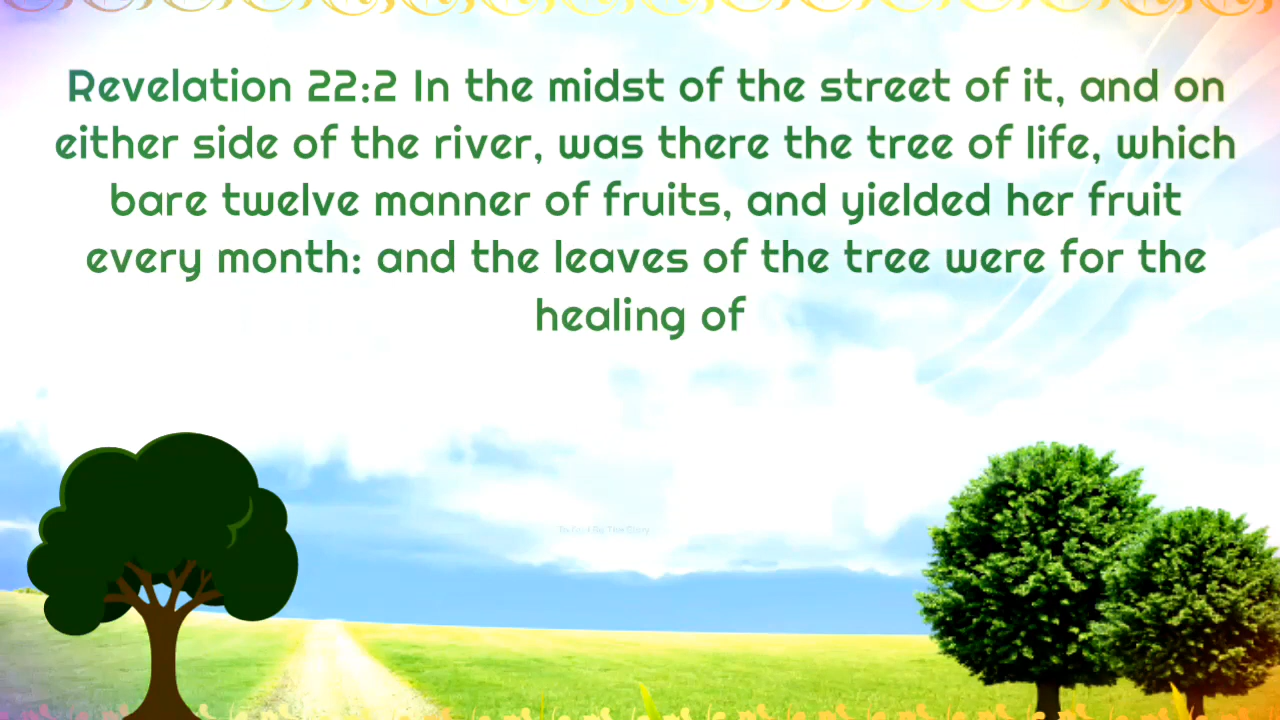 Revelation 22:2 In the midst of the street of it, and on
either side of the river, was there the tree of life, which
bare twelve manner of fruits, and yielded her fruit
every month: and the leaves of the tree were for the
healing of
The Glory